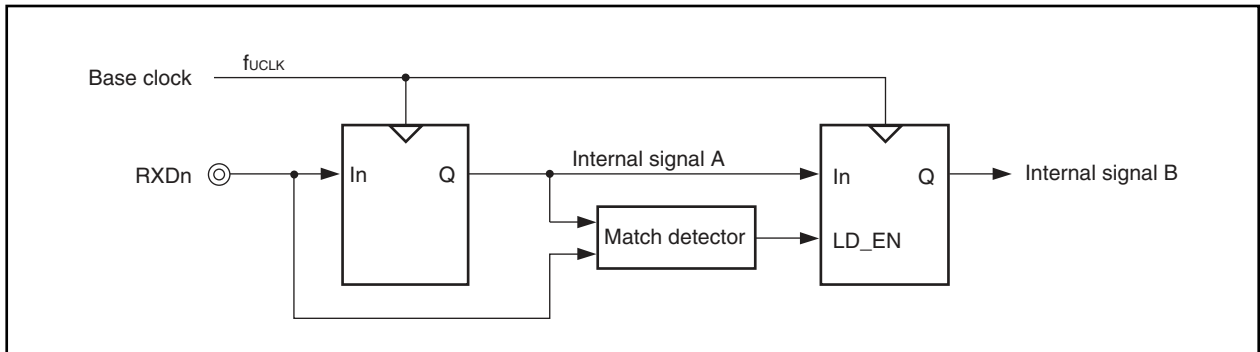 Base clock
fUCLK
RXDn
In
Q
Internal signal A
In
Q
Internal signal B
Match detector
LD_EN